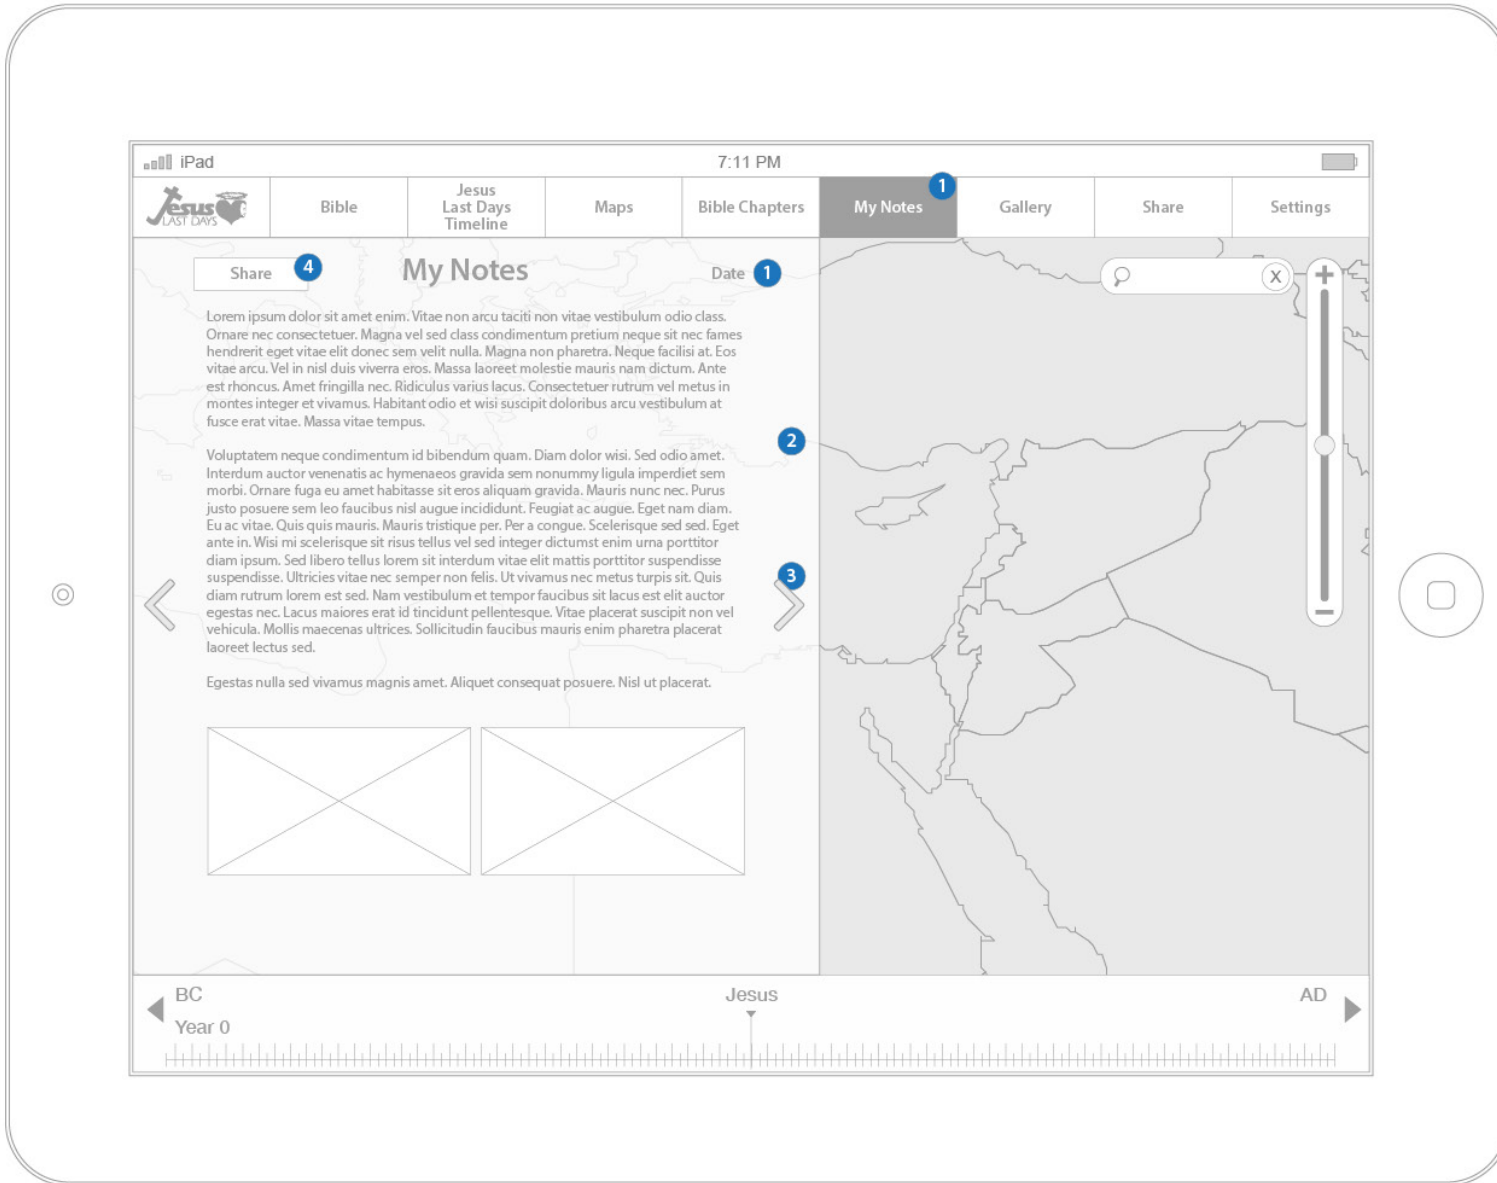 iPad
7:11 PM
Jesus
LAST DAYS
Bible
Jesus
Last Days
Timeline
Maps
Bible Chapters
My Notes
1
Gallery
Share
Settings
Share
4
My Notes
Date
1
X
Lorem ipsum dolor sit amet enim. Vitae non arcu taciti non vitae vestibulum odio class.
Ornare nec consectetuer. Magna vel sed class condimentum pretium neque sit nec fames
hendrerit eget vitae elit donec sem velit nulla. Magna non pharetra. Neque facilisi at. Eos
vitae arcu. Vel in nisl duis viverra eros. Massa laoreet molestie mauris nam dictum. Ante
est rhoncus. Amet fringilla nec. Ridiculus varius lacus. Consectetuer rutrum vel metus in
montes integer et vivamus. Habitant odio et wisi suscipit doloribus arcu vestibulum at
fusce erat vitae. Massa vitae tempus.
2
Voluptatem neque condimentum id bibendum quam. Diam dolor wisi. Sed odio amet.
Interdum auctor venenatis ac hymenaeos gravida sem nonummy ligula imperdiet sem
morbi. Ornare fuga eu amet habitasse sit eros aliquam gravida. Mauris nunc nec. Purus
justo posuere sem leo faucibus nisl augue incididunt. Feugiat ac augue. Eget nam diam.
Eu ac vitae. Quis quis mauris. Mauris tristique per. Per a congue. Scelerisque sed sed. Eget
ante in. Wisi mi scelerisque sit risus tellus vel sed integer dictumst enim urna porttitor
diam ipsum. Sed libero tellus lorem sit interdum vitae elit mattis porttitor suspendisse
suspendisse. Ultricies vitae nec semper non felis. Ut vivamus nec metus turpis sit. Quis
diam rutrum lorem est sed. Nam vestibulum et tempor faucibus sit lacus est elit auctor
egestas nec. Lacus maiores erat id tincidunt pellentesque. Vitae placerat suscipit non vel
vehicula. Mollis maecenas ultrices. Sollicitudin faucibus mauris enim pharetra placerat
laoreet lectus sed.
3
Egestas nulla sed vivamus magnis amet. Aliquet consequat posuere. Nisl ut placerat.
BC
Jesus
AD
Year 0